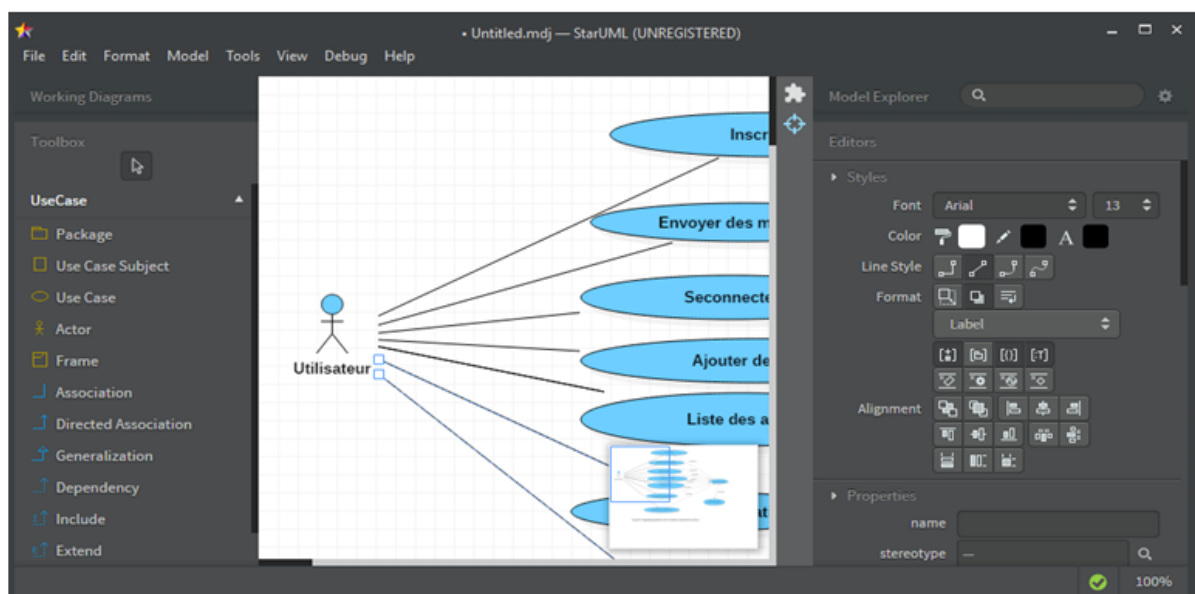 • Untitled.mdj — StarUML (UNREGISTERED)
File Edit Format Model Tools View Debug Help
Working Diagrams
Toolbox
UseCase
Package
Use Case Subject
Use Case
Actor
Frame
Association
Directed Association
Generalization
Dependency
Include
Extend
Inscr
Envoyer des m
Seconnecte
Ajouter de
Liste des a
at
Utilisateur
Model Explorer
Editors
Styles
Font Arial 13
Color A
Line Style
Format
Label
Alignment
Properties
name
stereotype —
100%